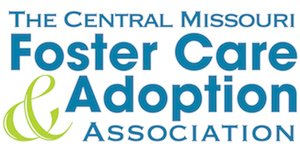 The Central Missouri
Foster Care
& Adoption
Association